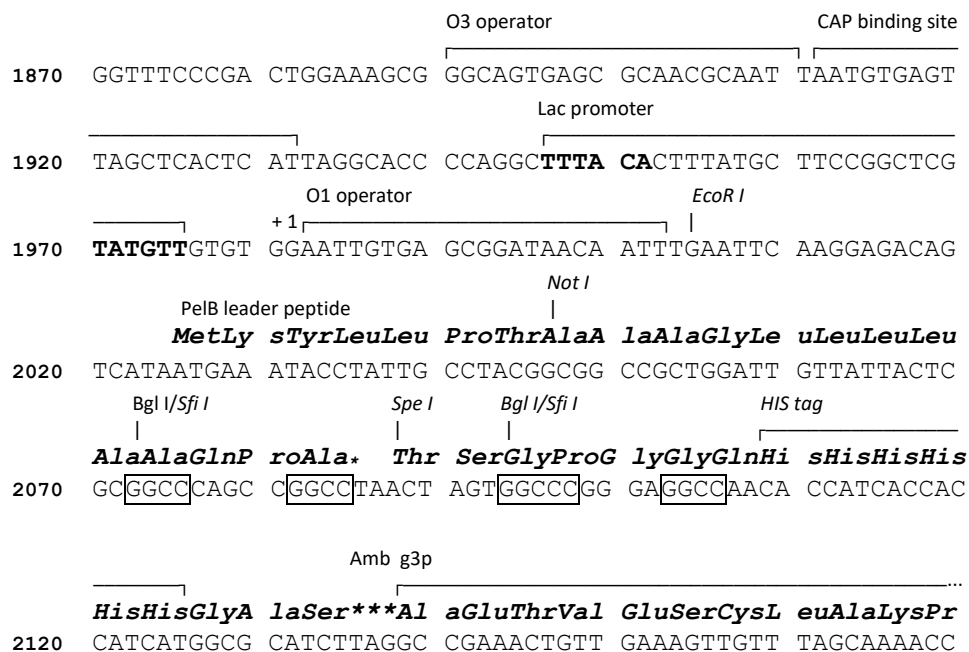 O3 operator CAP binding site
1870 GGTTTCCCGA CTGGAAAGCG GGCAGTGAGC GCAACGCAAT TAATGTGAGT
Lac promoter
1920 TAGCTCACTC ATTAGGCACC CCAGGCTTTA CACTTTATGC TTCCGGCTCG
O1 operator EcoR I
+ 1
1970 TATGTTGTGT GGAATTGTGA GCGGATAACA ATTTGAATTC AAGGAGACAG
Not I
PelB leader peptide
MetLy sTyrLeuLeu ProThrAlaA laAlaGlyLe uLeuLeuLeu
2020 TCATAATGAA ATACCTATTG CCTACGGCGG CCGCTGGATT GTTATTACTC
Bgl I/Sfi I Spe I Bgl I/Sfi I HIS tag
AlaAlaGlnP roAla* Thr SerGlyProG lyGlyGlnHi sHisHisHis
2070 GCGGCCCAGC CGGCCTAACT AGTGGCCCGG GAGGCCAACA CCATCACCAC
Amb g3p
...
HisHisGlyA laSer***Al aGluThrVal GluSerCysL euAlaLysPr
2120 CATCATGGCG CATCTTAGGC CGAAACTGTT GAAAGTTGTT TAGCAAAACC